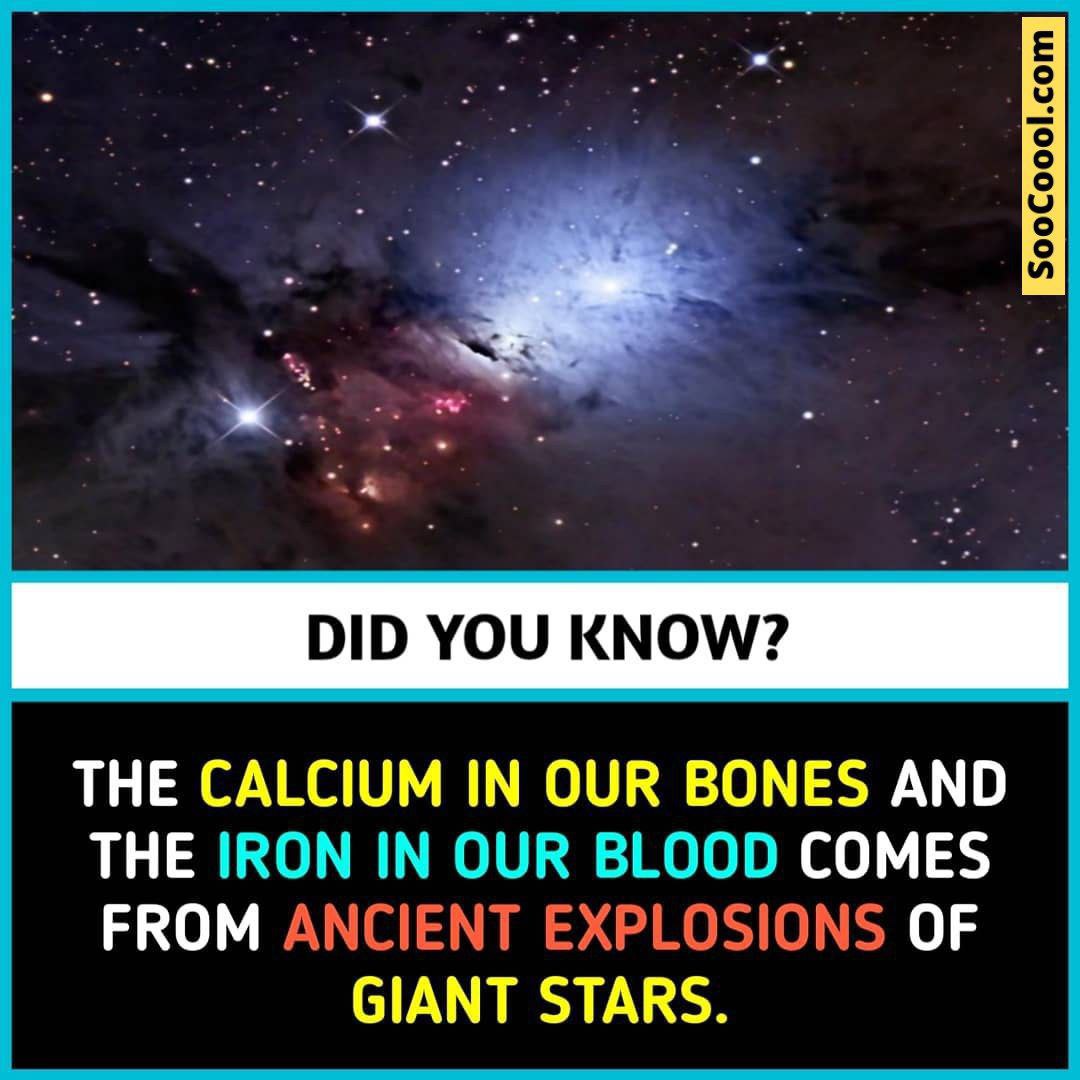 SooCoool.com
DID YOU KNOW?
THE CALCIUM IN OUR BONES AND
THE IRON IN OUR BLOOD COMES
FROM ANCIENT EXPLOSIONS OF
GIANT STARS.